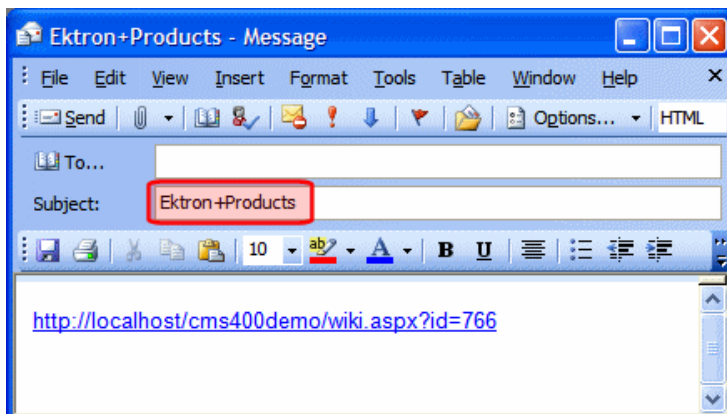 Ektron+Products - Message
File Edit View Insert Format Tools Table Window Help
Send Options... HTML
To...
Subject: Ektron+Products
10 ab A B U
http://localhost/cms400demo/wiki.aspx?id=766